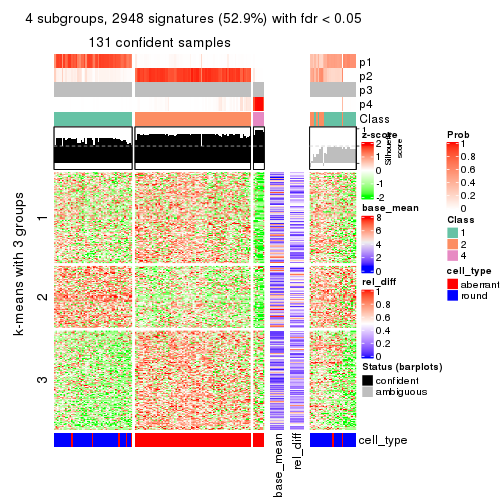 4 subgroups, 2948 signatures (52.9%) with fdr < 0.05
131 confident samples
p1
p2
p3
p4
Class
1
Silhouette
score
k-means with 3 groups
1
2
3
cell_type
base_mean
rel_diff
z-score
2
1
0
-1
-2
base_mean
8
6
4
2
0
rel_diff
1
0.8
0.6
0.4
0.2
0
Status (barplots)
confident
ambiguous
Prob
1
0.8
0.6
0.4
0.2
0
Class
1
2
4
cell_type
aberrant
round